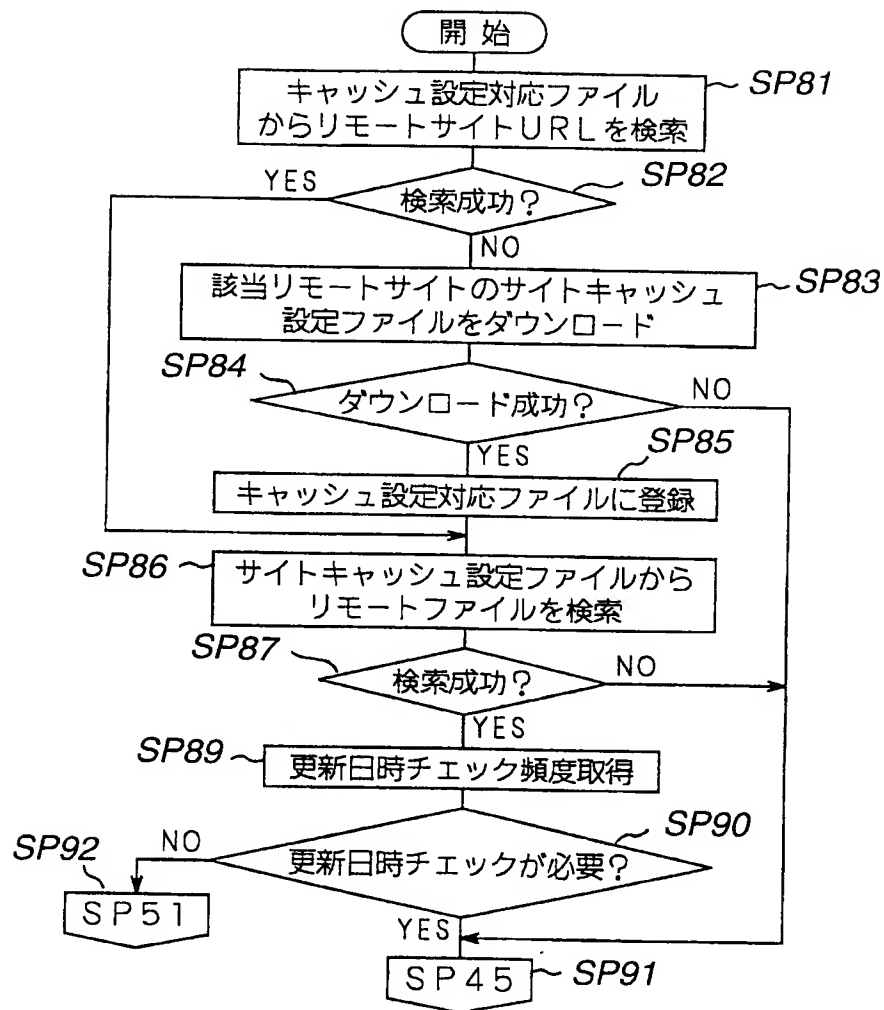 開始
キャッシュ設定対応ファイル
からリモートサイトURLを検索
SP81
YES
検索成功?
SP82
NO
該当リモートサイトのサイトキャッシュ
設定ファイルをダウンロード
SP83
SP84
ダウンロード成功?
NO
YES
SP85
キャッシュ設定対応ファイルに登録
SP86
サイトキャッシュ設定ファイルから
リモートファイルを検索
SP87
検索成功?
NO
YES
SP89
更新日時チェック頻度取得
SP90
SP92
NO
更新日時チェックが必要?
SP51
YES
SP45
SP91